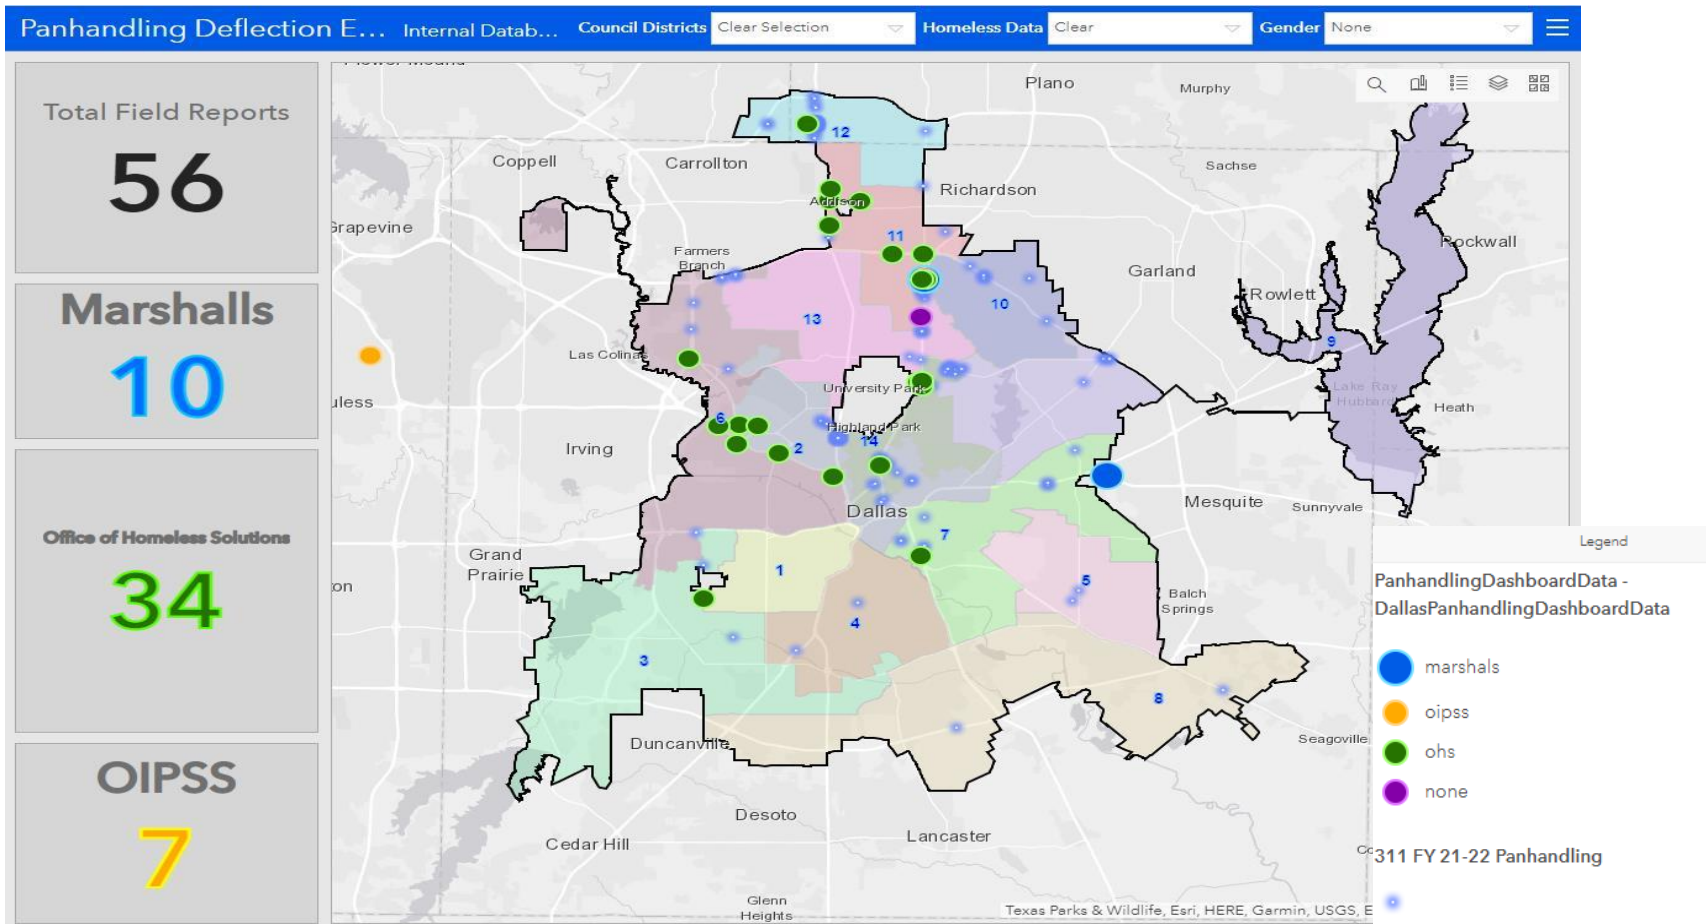 Panhandling Deflection E...
Internal Datab...
Council Districts
Clear Selection
Homeless Data
Clear
Gender
None
Total Field Reports
56
Marshalls
10
Office of Homeless Solutions
34
OIPSS
7
Plano
Murphy
12
Coppell
Carrollton
Sachse
Richardson
Addison
Grapevine
11
Rockwall
Farmers
Branch
Garland
Rowlett
10
13
9
Las Colinas
University Park
Lake Ray
Hubbard
Heath
uless
6
Highland Park
14
Irving
2
Mesquite
Sunnyvale
Dallas
7
Grand
Prairie
1
5
on
Balch
Springs
4
3
8
Duncanville
Seagoville
Desoto
Lancaster
Cedar Hill
Glenn
Heights
Texas Parks & Wildlife, Esri, HERE, Garmin, USGS, E
Legend
PanhandlingDashboardData -
DallasPanhandlingDashboardData
marshals
oipss
ohs
none
311 FY 21-22 Panhandling